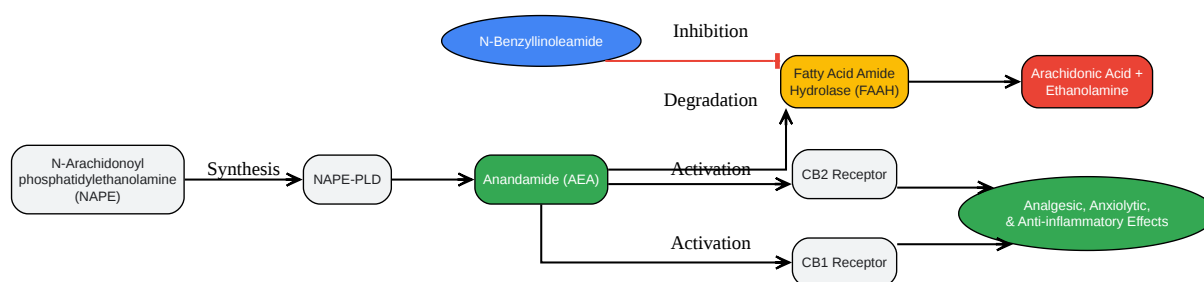 N-Benzyllinoleamide
Inhibition
Fatty Acid Amide
Hydrolase (FAAH)
Arachidonic Acid +
Ethanolamine
Degradation
N-Arachidonoyl
phosphatidylethanolamine
(NAPE)
Synthesis
NAPE-PLD
Anandamide (AEA)
Activation
CB2 Receptor
Analgesic, Anxiolytic,
& Anti-inflammatory Effects
Activation
CB1 Receptor